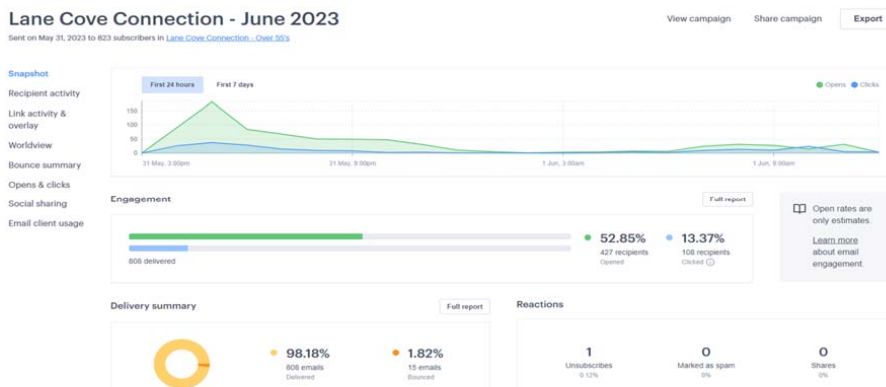 Lane Cove Connection - June 2023
View campaign
Share campaign
Export
Sent on May 31, 2023 to 823 subscribers in Lane Cove Connection - Over 55's
Snapshot
Recipient activity
Link activity &
overlay
Worldview
Bounce summary
Opens & clicks
Social sharing
Email client usage
First 24 hours
First 7 days
Opens
Clicks
150
100
50
0
31 May, 3:00pm
31 May, 9:00pm
1 Jun, 3:00am
1 Jun, 9:00am
Engagement
Full report
52.85%
427 recipients
Opened
13.37%
108 recipients
Clicked
808 delivered
Open rates are
only estimates.
Learn more
about email
engagement.
Delivery summary
Full report
98.18%
808 emails
Delivered
1.82%
15 emails
Bounced
Reactions
1
Unsubscribes
0.12%
0
Marked as spam
0%
0
Shares
0%